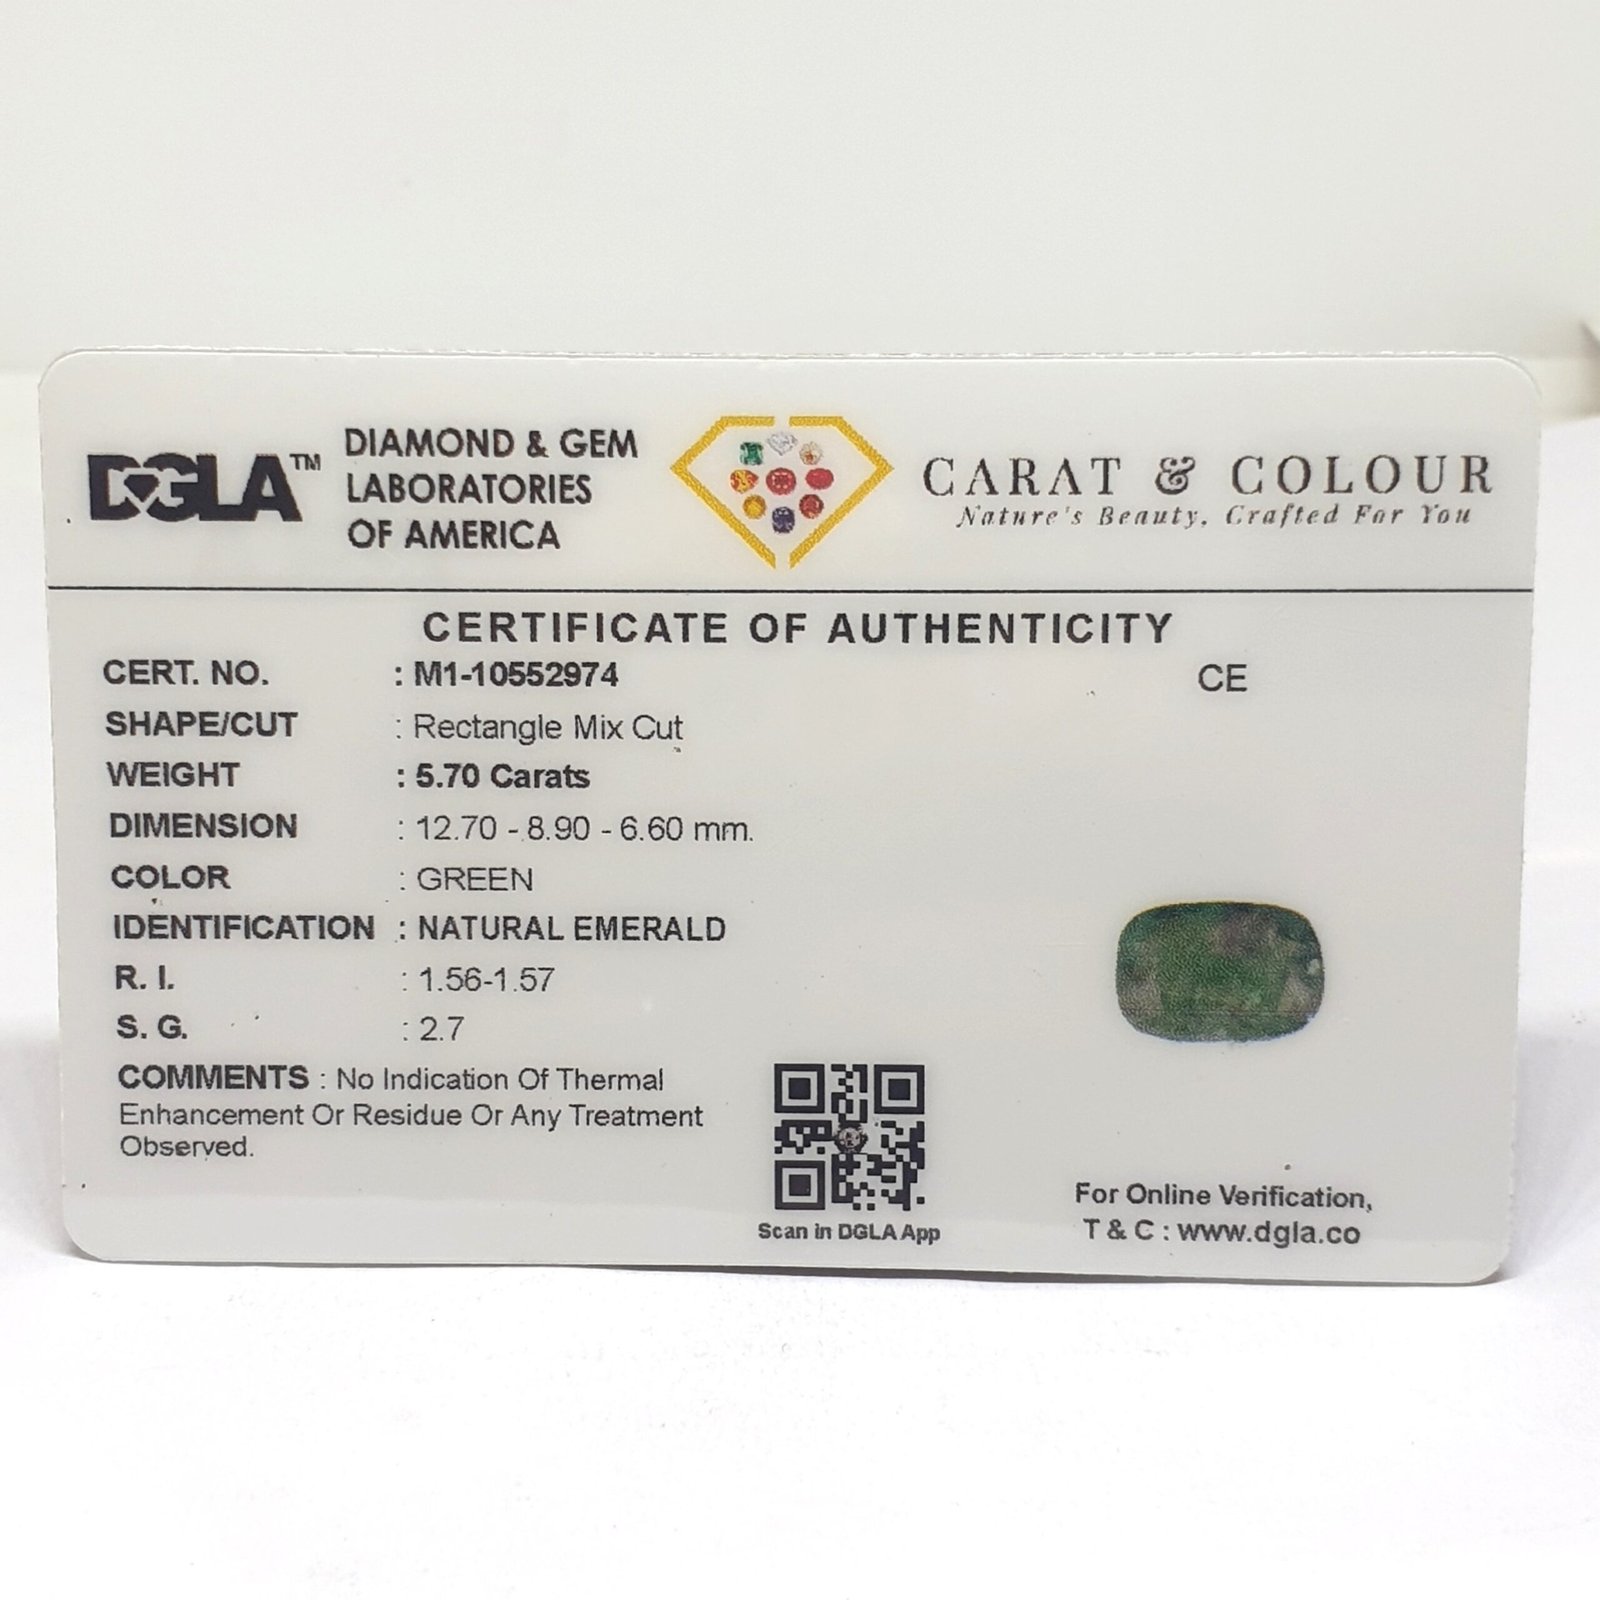 DGLA™
DIAMOND & GEM
LABORATORIES
OF AMERICA
CARAT & COLOUR
Nature's Beauty, Crafted For You
CERTIFICATE OF AUTHENTICITY
CERT. NO. : M1-10552974
CE
SHAPE/CUT : Rectangle Mix Cut
WEIGHT : 5.70 Carats
DIMENSION : 12.70 - 8.90 - 6.60 mm.
COLOR : GREEN
IDENTIFICATION : NATURAL EMERALD
R. I. : 1.56-1.57
S. G. : 2.7
COMMENTS : No Indication Of Thermal
Enhancement Or Residue Or Any Treatment
Observed.
Scan in DGLA App
For Online Verification,
T & C : www.dgla.co